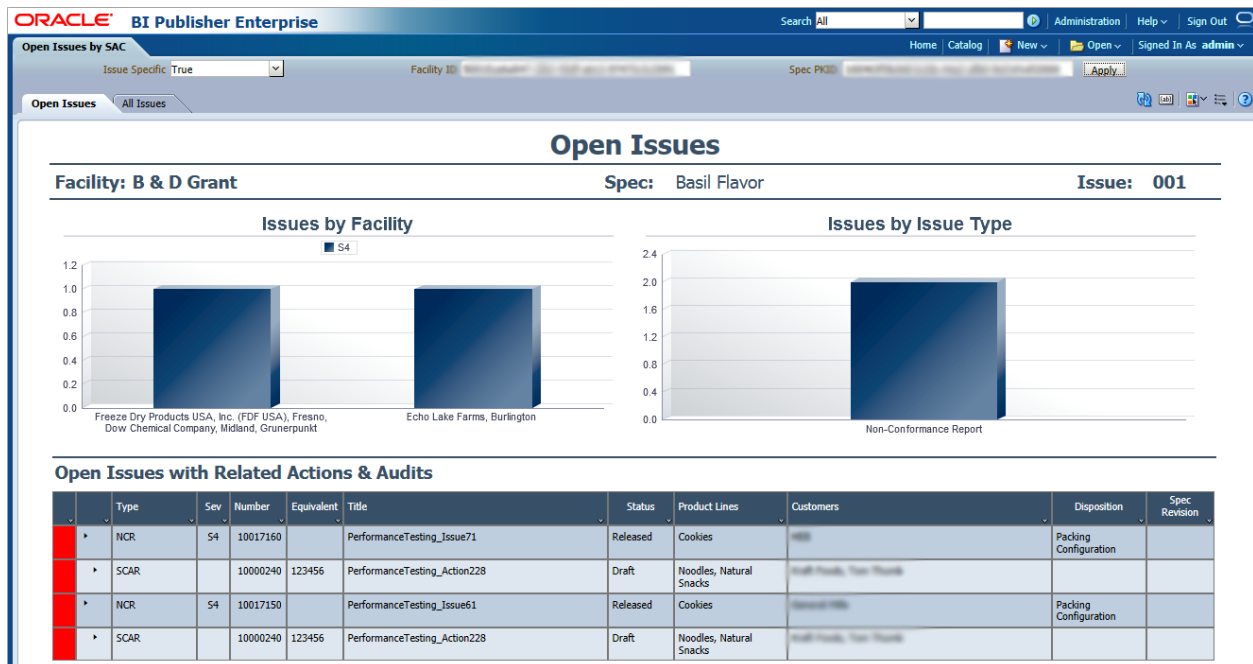 ORACLE BI Publisher Enterprise
Search All
Administration Help Sign Out
Open Issues by SAC
Home Catalog New Open Signed In As admin
Issue Specific True Facility ID Spec PKID Apply
Open Issues All Issues
Open Issues
Facility: B & D Grant Spec: Basil Flavor Issue: 001
Issues by Facility
S4
1.2
1.0
0.8
0.6
0.4
0.2
0.0
Freeze Dry Products USA, Inc. (FDF USA), Fresno,
Dow Chemical Company, Midland, Grunerpunkt
Echo Lake Farms, Burlington
Issues by Issue Type
2.4
2.0
1.6
1.2
0.8
0.4
0.0
Non-Conformance Report
Open Issues with Related Actions & Audits
Type Sev Number Equivalent Title Status Product Lines Customers Disposition Spec
Revision
NCR S4 10017160 PerformanceTesting_Issue71 Released Cookies Packing
Configuration
SCAR 10000240 123456 PerformanceTesting_Action228 Draft Noodles, Natural
Snacks
NCR S4 10017150 PerformanceTesting_Issue61 Released Cookies Packing
Configuration
SCAR 10000240 123456 PerformanceTesting_Action228 Draft Noodles, Natural
Snacks